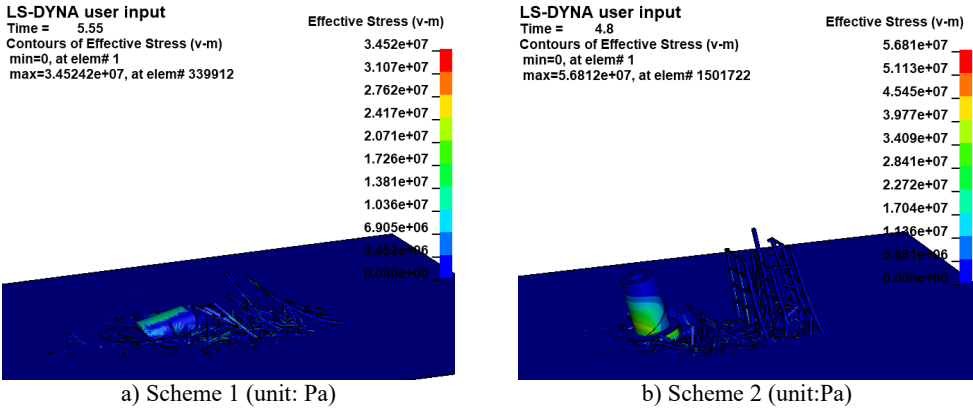 LS-DYNA user input
Time =     5.55
Contours of Effective Stress (v-m)
min=0, at elem# 1
max=3.45242e+07, at elem# 339912
Effective Stress (v-m)
3.452e+07
3.107e+07
2.762e+07
2.417e+07
2.071e+07
1.726e+07
1.381e+07
1.036e+07
6.905e+06
3.452e+06
0.000e+00
a) Scheme 1 (unit: Pa)
LS-DYNA user input
Time =     4.8
Contours of Effective Stress (v-m)
min=0, at elem# 1
max=5.6812e+07, at elem# 1501722
Effective Stress (v-m)
5.681e+07
5.113e+07
4.545e+07
3.977e+07
3.409e+07
2.841e+07
2.272e+07
1.704e+07
1.136e+07
5.681e+06
0.000e+00
b) Scheme 2 (unit:Pa)